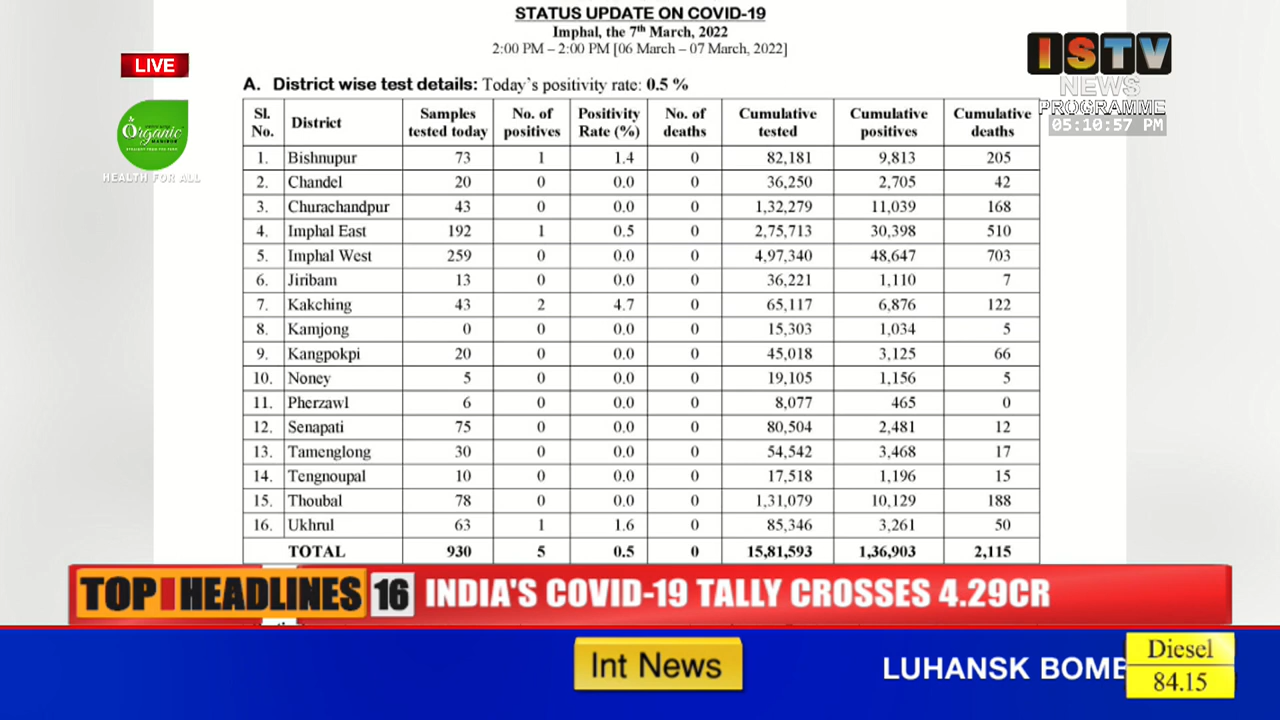 STATUS UPDATE ON COVID-19
Imphal, the 7th March, 2022
2:00 PM – 2:00 PM [06 March – 07 March, 2022]
LIVE
ISTV
NEWS
PROGRAMME
05:10:57 PM
Organic
MANIPUR
HEALTH FOR ALL
A. District wise test details: Today's positivity rate: 0.5 %
Sl. No. District Samples tested today No. of positives Positivity Rate (%) No. of deaths Cumulative tested Cumulative positives Cumulative deaths
1. Bishnupur 73 1 1.4 0 82,181 9,813 205
2. Chandel 20 0 0.0 0 36,250 2,705 42
3. Churachandpur 43 0 0.0 0 1,32,279 11,039 168
4. Imphal East 192 1 0.5 0 2,75,713 30,398 510
5. Imphal West 259 0 0.0 0 4,97,340 48,647 703
6. Jiribam 13 0 0.0 0 36,221 1,110 7
7. Kakching 43 2 4.7 0 65,117 6,876 122
8. Kamjong 0 0 0.0 0 15,303 1,034 5
9. Kangpokpi 20 0 0.0 0 45,018 3,125 66
10. Noney 5 0 0.0 0 19,105 1,156 5
11. Pherzawl 6 0 0.0 0 8,077 465 0
12. Senapati 75 0 0.0 0 80,504 2,481 12
13. Tamenglong 30 0 0.0 0 54,542 3,468 17
14. Tengnoupal 10 0 0.0 0 17,518 1,196 15
15. Thoubal 78 0 0.0 0 1,31,079 10,129 188
16. Ukhrul 63 1 1.6 0 85,346 3,261 50
TOTAL 930 5 0.5 0 15,81,593 1,36,903 2,115
TOP HEADLINES 16 INDIA'S COVID-19 TALLY CROSSES 4.29CR
Int News
LUHANSK BOMB
Diesel
84.15